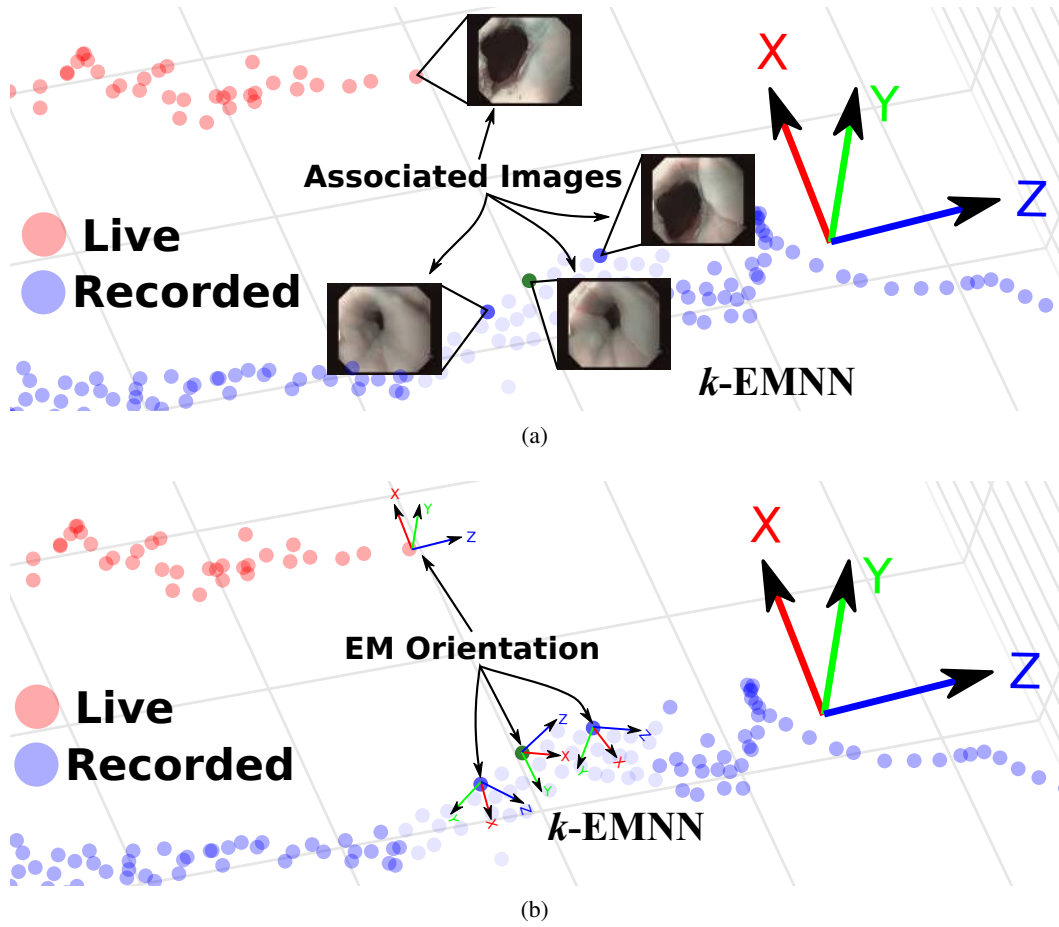 X
Y
Z
Associated Images
Live
Recorded
k-EMNN
(a)
X
Y
Z
X
Y
Z
EM Orientation
Live
Recorded
Z
X
Y
Z
X
Y
Z
X
Y
k-EMNN
(b)